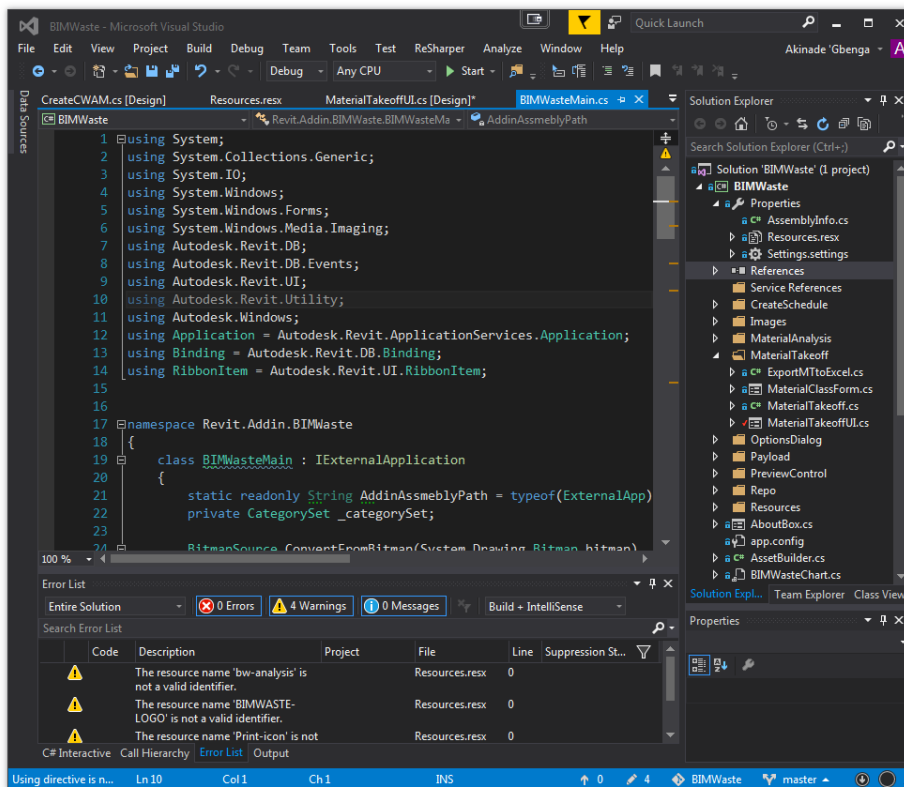 BIMWaste - Microsoft Visual Studio
Quick Launch
File Edit View Project Build Debug Team Tools Test ReSharper Analyze Window Help
Akinade 'Gbenga A
Debug Any CPU Start
Data Sources
CreateCWAM.cs [Design] Resources.resx MaterialTakeoffUI.cs [Design]* BIMWasteMain.cs
BIMWaste Revit.Addin.BIMWaste.BIMWasteMa AddinAssmeblyPath
1 using System;
2 using System.Collections.Generic;
3 using System.IO;
4 using System.Windows;
5 using System.Windows.Forms;
6 using System.Windows.Media.Imaging;
7 using Autodesk.Revit.DB;
8 using Autodesk.Revit.DB.Events;
9 using Autodesk.Revit.UI;
10 using Autodesk.Revit.Utility;
11 using Autodesk.Windows;
12 using Application = Autodesk.Revit.ApplicationServices.Application;
13 using Binding = Autodesk.Revit.DB.Binding;
14 using RibbonItem = Autodesk.Revit.UI.RibbonItem;
15
16
17 namespace Revit.Addin.BIMWaste
18 {
19 class BIMWasteMain : IExternalApplication
20 {
21 static readonly String AddinAssmeblyPath = typeof(ExternalApp)
22 private CategorySet _categorySet;
23
24 BitmapSource ConvertFromBitmap(System.Drawing.Bitmap bitmap)
100 %
Solution Explorer
Search Solution Explorer (Ctrl+;)
Solution 'BIMWaste' (1 project)
BIMWaste
Properties
AssemblyInfo.cs
Resources.resx
Settings.settings
References
Service References
CreateSchedule
Images
MaterialAnalysis
MaterialTakeoff
ExportMTtoExcel.cs
MaterialClassForm.cs
MaterialTakeoff.cs
MaterialTakeoffUI.cs
OptionsDialog
Payload
PreviewControl
Repo
Resources
AboutBox.cs
app.config
AssetBuilder.cs
BIMWasteChart.cs
Solution Expl... Team Explorer Class View
Properties
Error List
Entire Solution 0 Errors 4 Warnings 0 Messages Build + IntelliSense
Search Error List
Code Description Project File Line Suppression St...
The resource name 'bw-analysis' is not a valid identifier. Resources.resx 0
The resource name 'BIMWASTE-LOGO' is not a valid identifier. Resources.resx 0
The resource name 'Print-icon' is not Resources.resx 0
C# Interactive Call Hierarchy Error List Output
Using directive is n... Ln 10 Col 1 Ch 1 INS 0 4 BIMWaste master